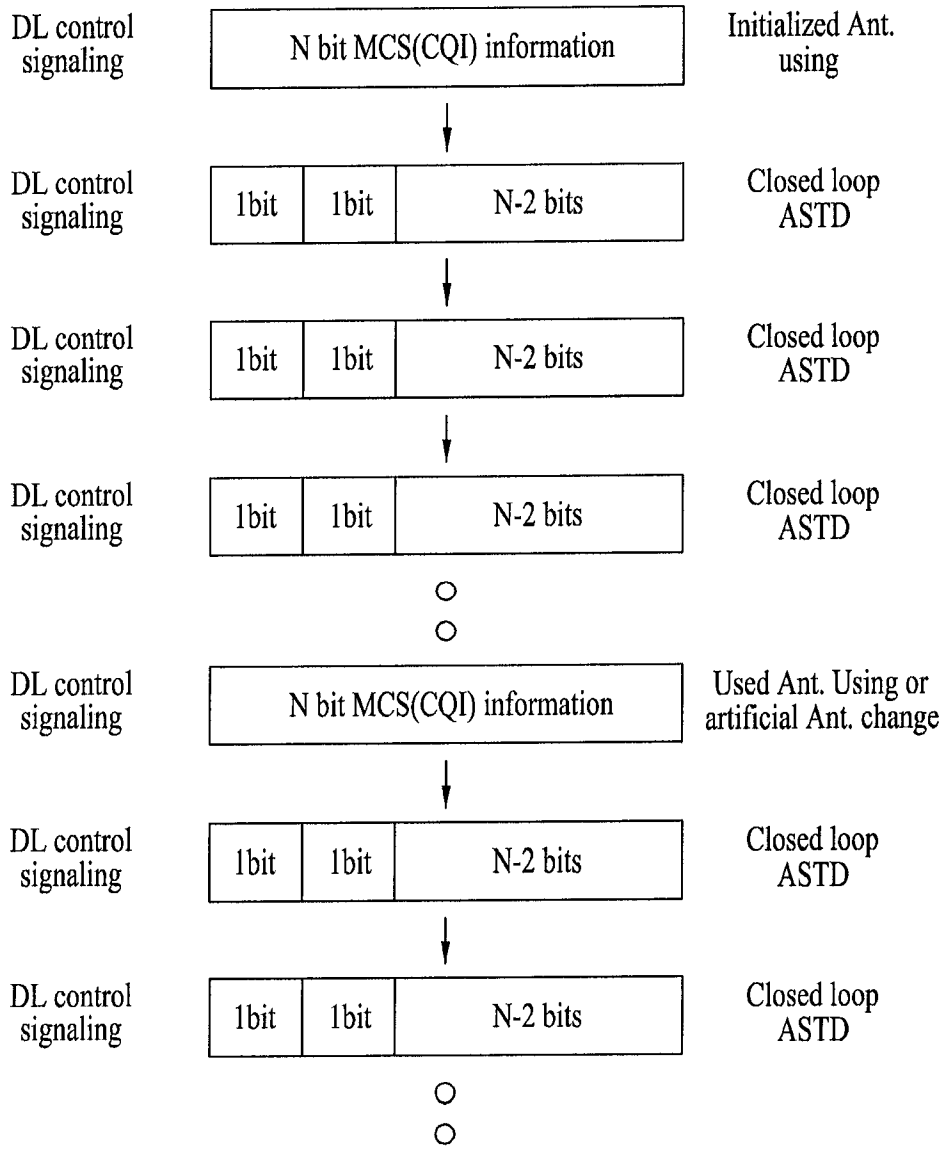 DL control
signaling
N bit MCS(CQI) information
Initialized Ant.
using
DL control
signaling
1bit
1bit
N-2 bits
Closed loop
ASTD
DL control
signaling
1bit
1bit
N-2 bits
Closed loop
ASTD
DL control
signaling
1bit
1bit
N-2 bits
Closed loop
ASTD
DL control
signaling
N bit MCS(CQI) information
Used Ant. Using or
artificial Ant. change
DL control
signaling
1bit
1bit
N-2 bits
Closed loop
ASTD
DL control
signaling
1bit
1bit
N-2 bits
Closed loop
ASTD